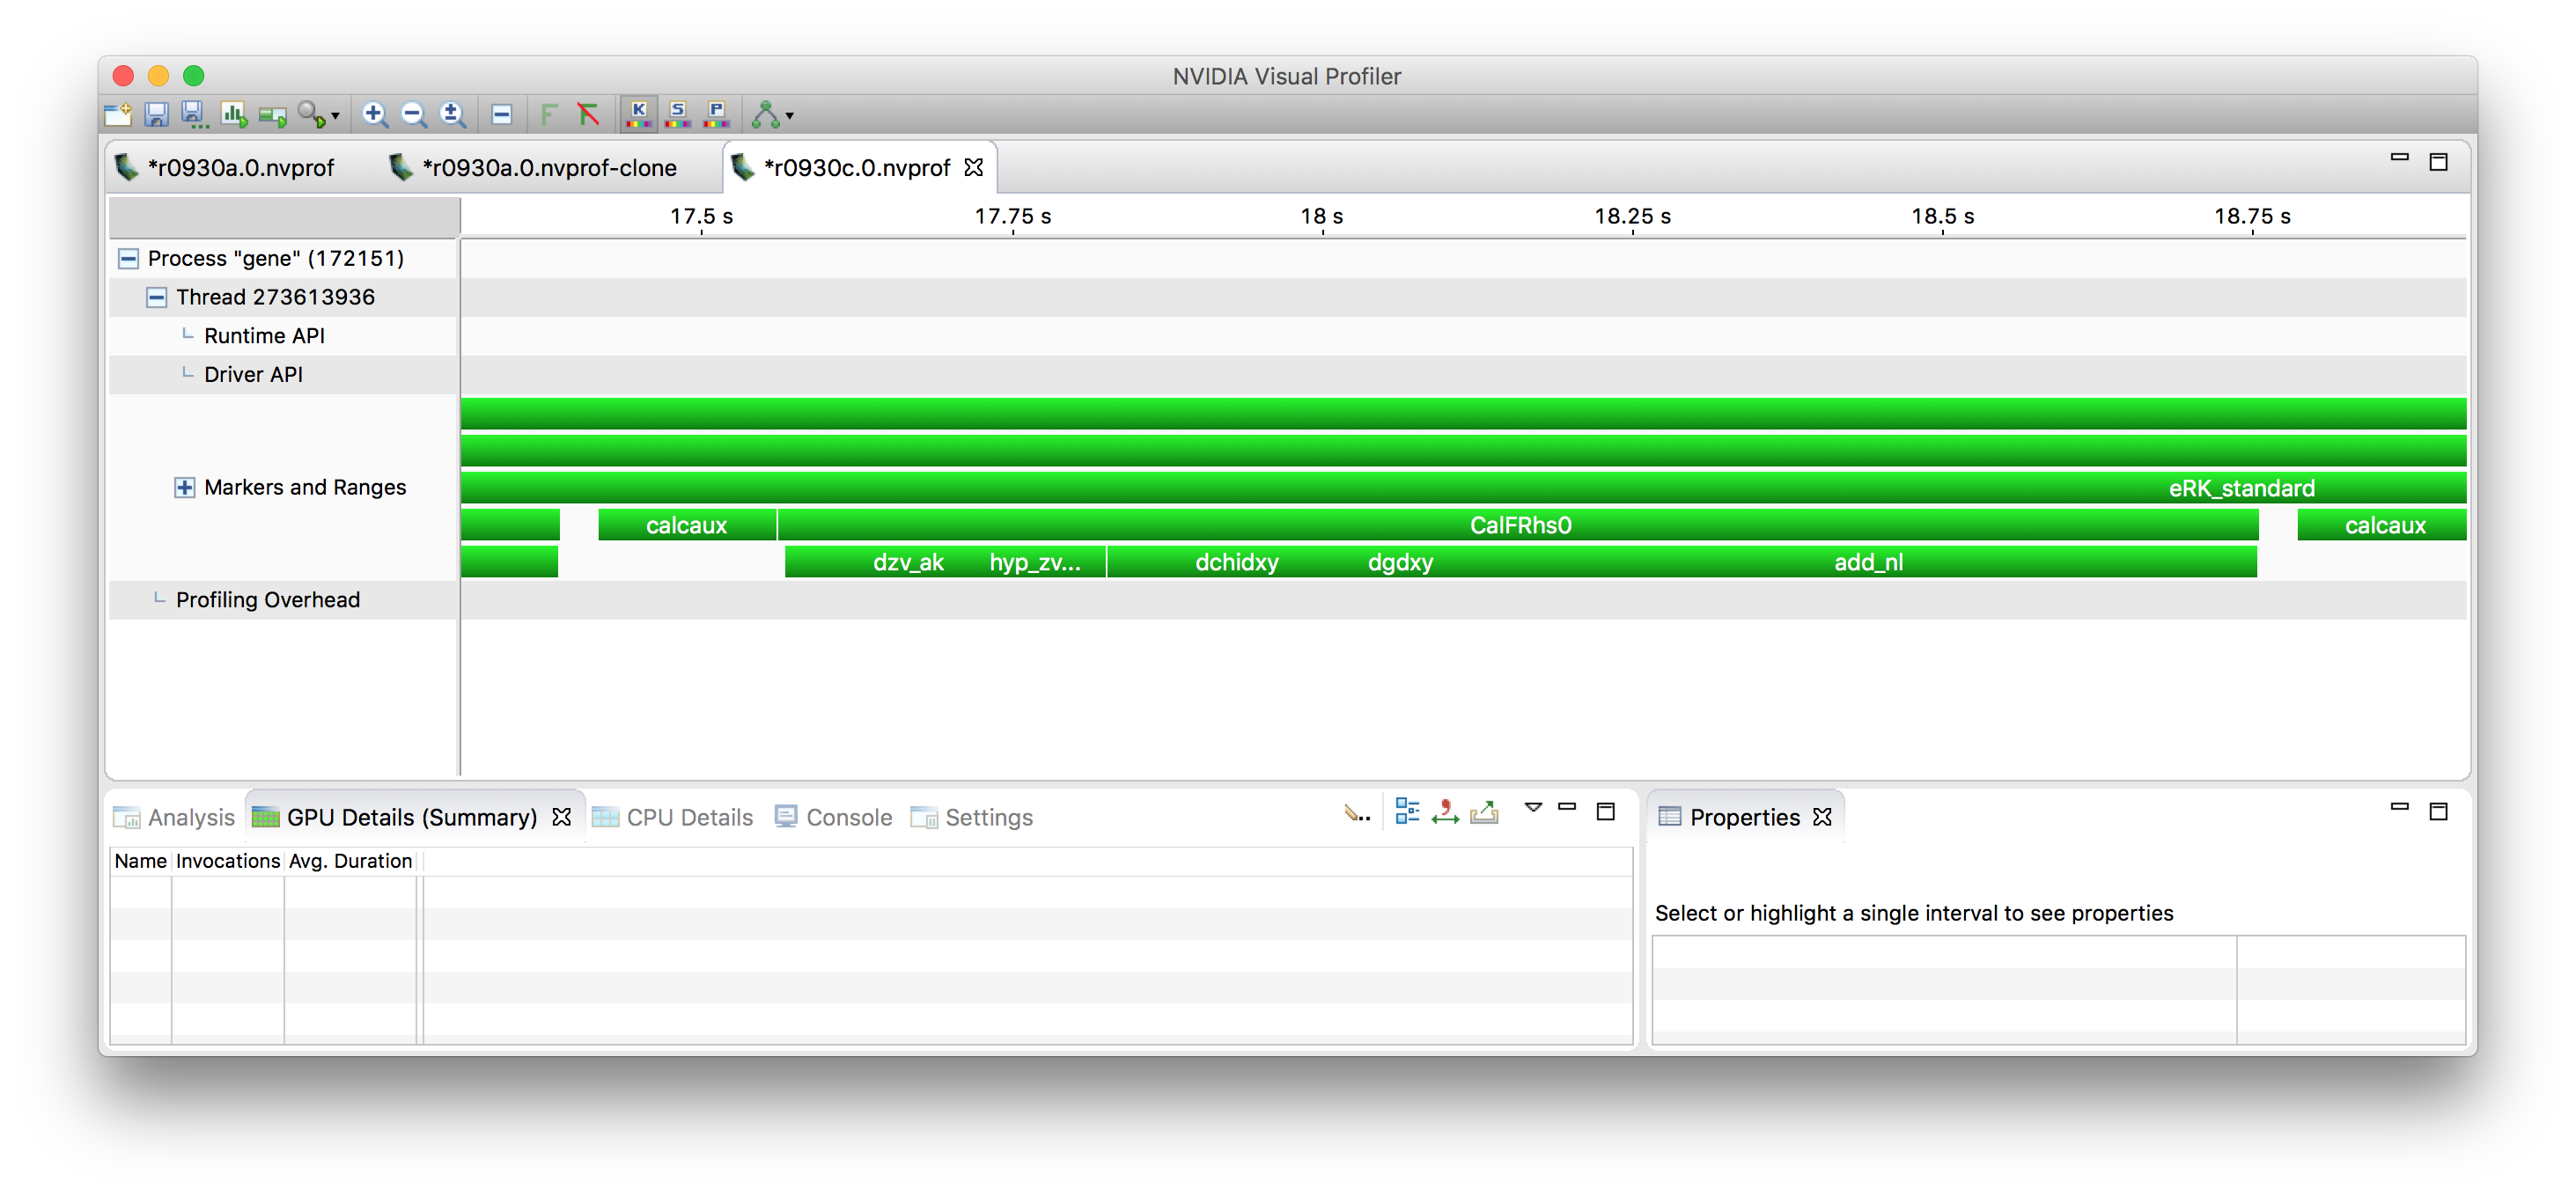 NVIDIA Visual Profiler
K S P
*r0930a.0.nvprof *r0930a.0.nvprof-clone *r0930c.0.nvprof
17.5 s 17.75 s 18 s 18.25 s 18.5 s 18.75 s
Process "gene" (172151)
Thread 273613936
Runtime API
Driver API
Markers and Ranges eRK_standard
calcaux CalFRhs0 calcaux
dzv_ak hyp_zv... dchidxy dgdxy add_nl
Profiling Overhead
Analysis GPU Details (Summary) CPU Details Console Settings
Properties
Name Invocations Avg. Duration
Select or highlight a single interval to see properties